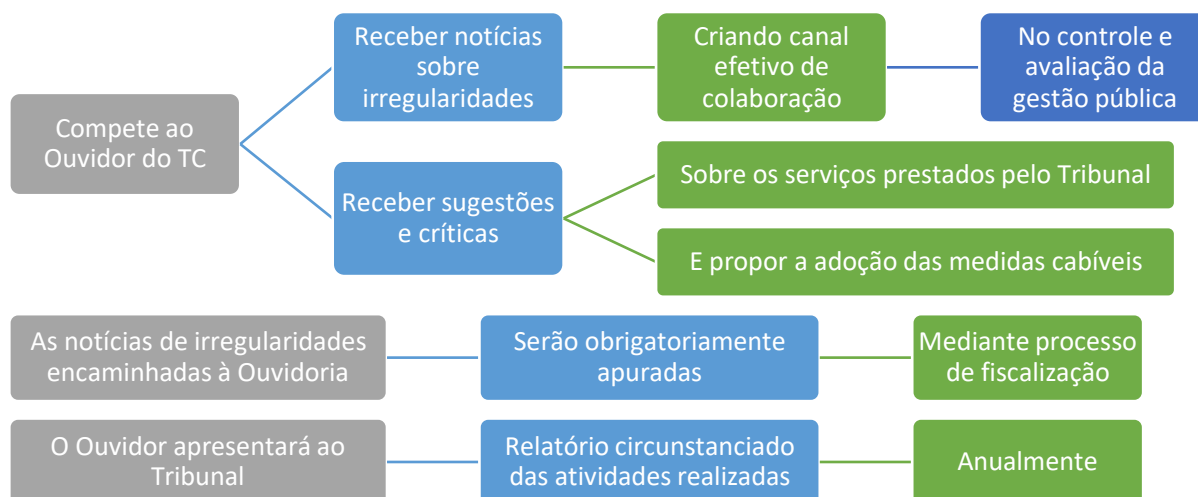 Compete ao
Ouvidor do TC
Receber notícias
sobre
irregularidades
Criando canal
efetivo de
colaboração
No controle e
avaliação da
gestão pública
Receber sugestões
e críticas
Sobre os serviços prestados pelo Tribunal
E propor a adoção das medidas cabíveis
As notícias de irregularidades
encaminhadas à Ouvidoria
Serão obrigatoriamente
apuradas
Mediante processo
de fiscalização
O Ouvidor apresentará ao
Tribunal
Relatório circunstanciado
das atividades realizadas
Anualmente